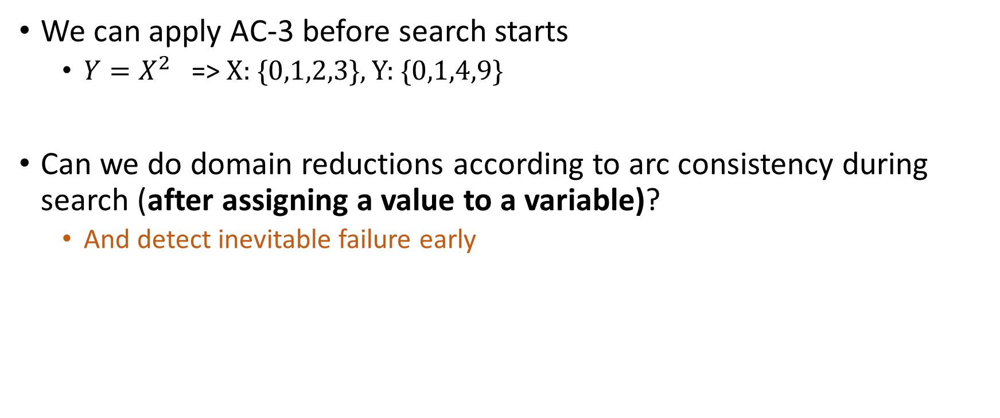 • We can apply AC-3 before search starts
• Y = X² => X: {0,1,2,3}, Y: {0,1,4,9}
• Can we do domain reductions according to arc consistency during
search (after assigning a value to a variable)?
• And detect inevitable failure early